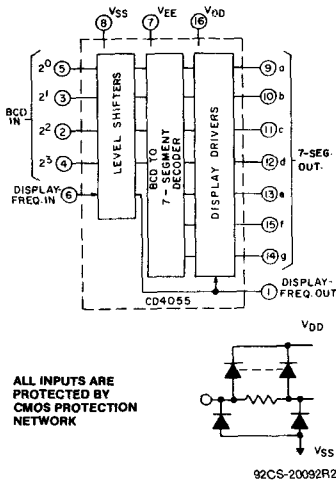 VSS VEE VDD
8 7 16
BCD IN
2⁰ 5
2¹ 3
2² 2
2³ 4
DISPLAY-FREQ. IN
6
LEVEL SHIFTERS
BCD TO 7-SEGMENT DECODER
DISPLAY DRIVERS
9 a
10 b
11 c
12 d
13 e
15 f
14 g
7-SEG. OUT.
1 DISPLAY-FREQ. OUT
CD4055
VDD
ALL INPUTS ARE
PROTECTED BY
CMOS PROTECTION
NETWORK
VSS
92CS-20092R2